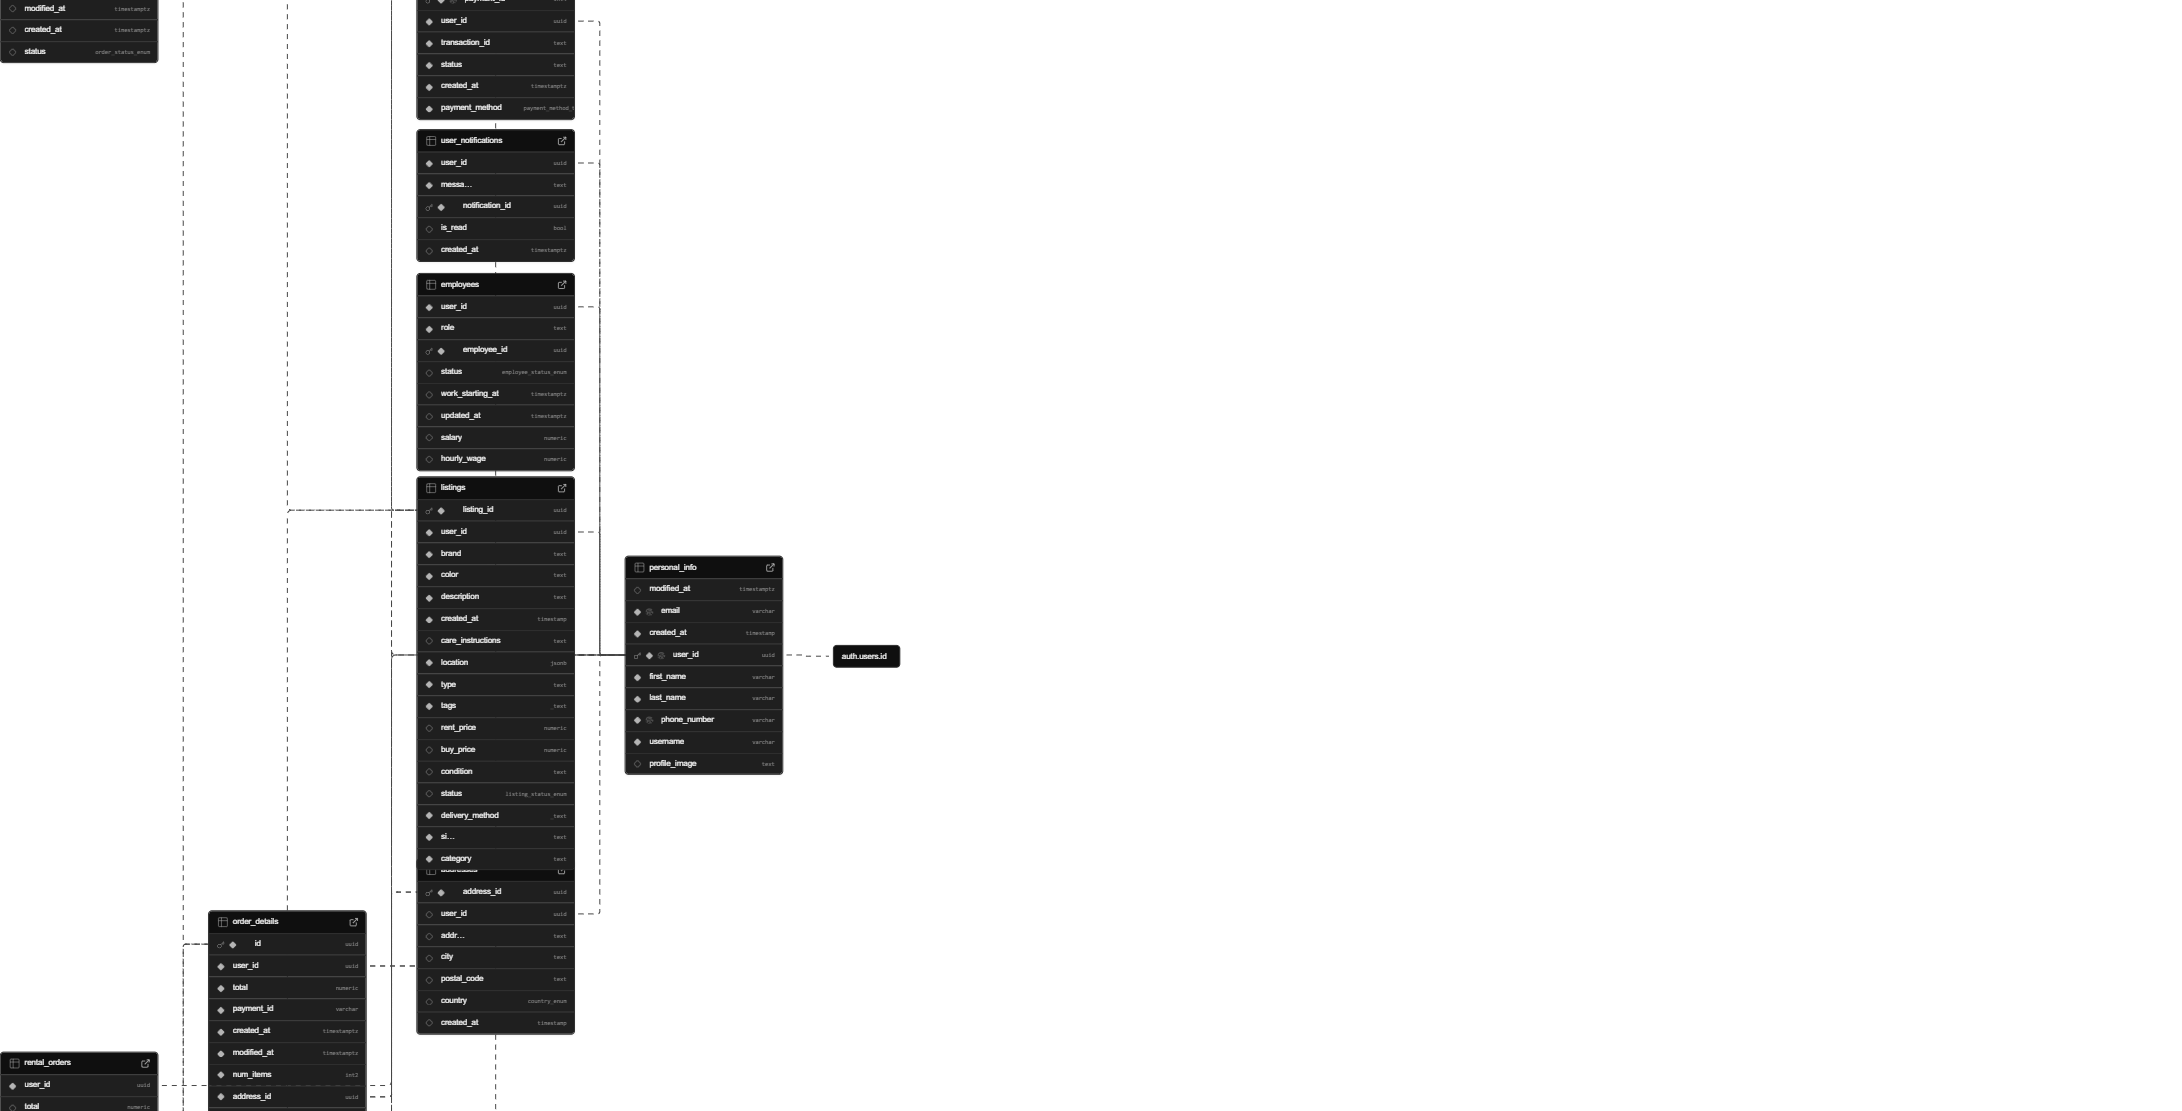 modified_at timestamptz
created_at timestamptz
status order_status_enum
user_id uuid
transaction_id text
status text
created_at timestamptz
payment_method payment_method_t
user_notifications
user_id uuid
messa... text
notification_id uuid
is_read bool
created_at timestamptz
employees
user_id uuid
role text
employee_id uuid
status employee_status_enum
work_starting_at timestamptz
updated_at timestamptz
salary numeric
hourly_wage numeric
listings
listing_id uuid
user_id uuid
brand text
color text
description text
created_at timestamp
care_instructions text
location jsonb
type text
tags _text
rent_price numeric
buy_price numeric
condition text
status listing_status_enum
delivery_method _text
si... text
category text
address_id uuid
user_id uuid
addr... text
city text
postal_code text
country country_enum
created_at timestamp
personal_info
modified_at timestamptz
email varchar
created_at timestamp
user_id uuid
first_name varchar
last_name varchar
phone_number varchar
username varchar
profile_image text
auth.users.id
order_details
id uuid
user_id uuid
total numeric
payment_id varchar
created_at timestamptz
modified_at timestamptz
num_items int2
address_id uuid
rental_orders
user_id uuid
total numeric